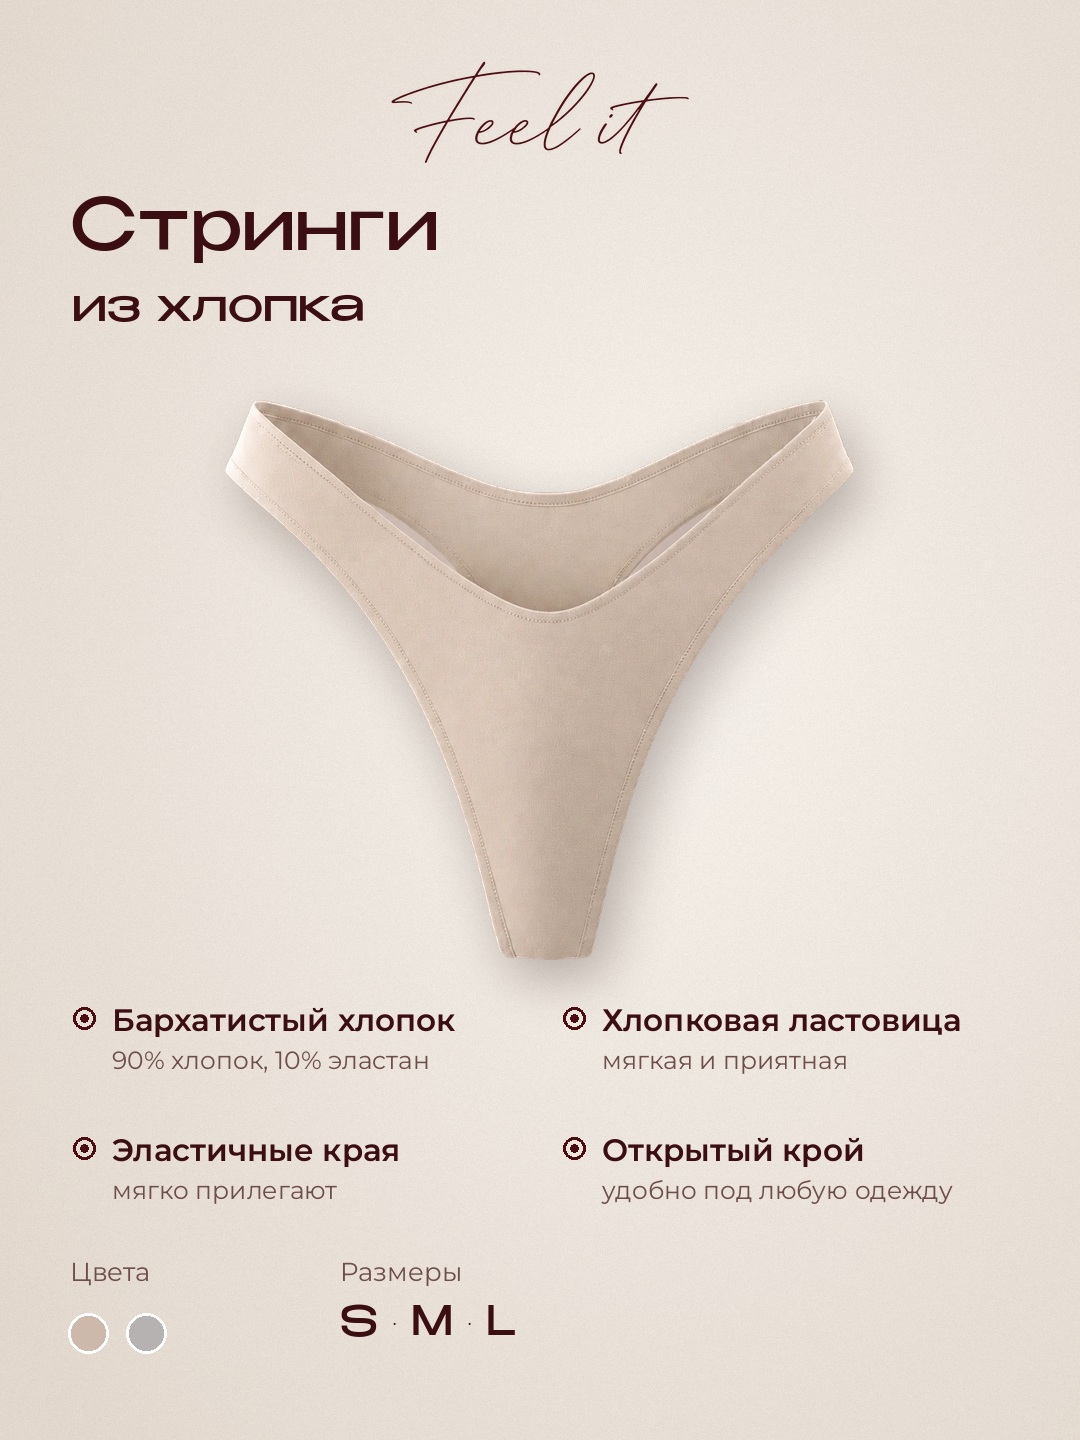 Feel it
Стринги
из хлопка
Бархатистый хлопок
90% хлопок, 10% эластан
Хлопковая ластовица
мягкая и приятная
Эластичные края
мягко прилегают
Открытый крой
удобно под любую одежду
Цвета
Размеры
S · M · L